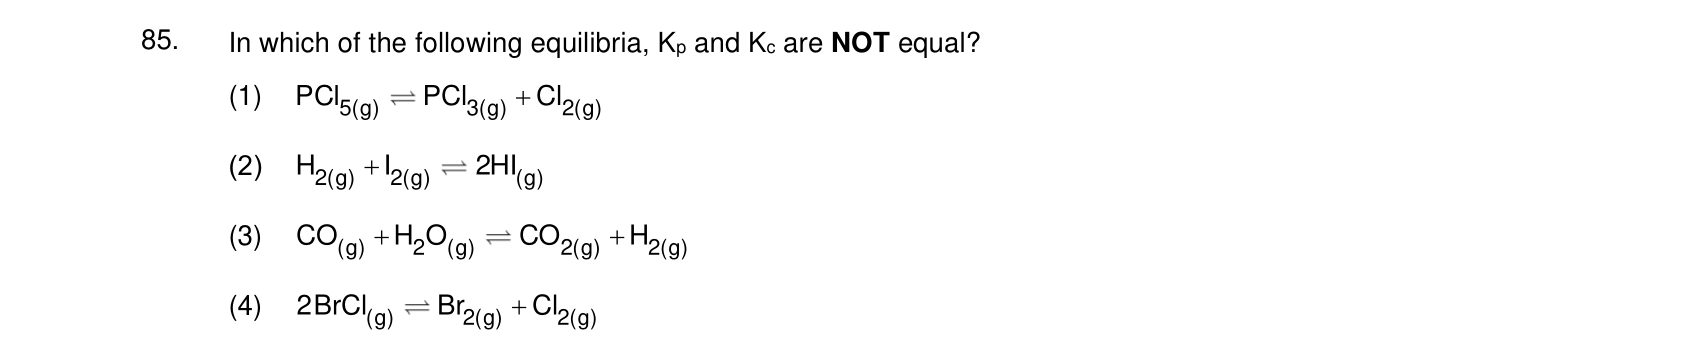 85. In which of the following equilibria, Kp and Kc are NOT equal?
(1) PCl5(g) ⇌ PCl3(g) + Cl2(g)
(2) H2(g) + I2(g) ⇌ 2HI(g)
(3) CO(g) + H2O(g) ⇌ CO2(g) + H2(g)
(4) 2BrCl(g) ⇌ Br2(g) + Cl2(g)